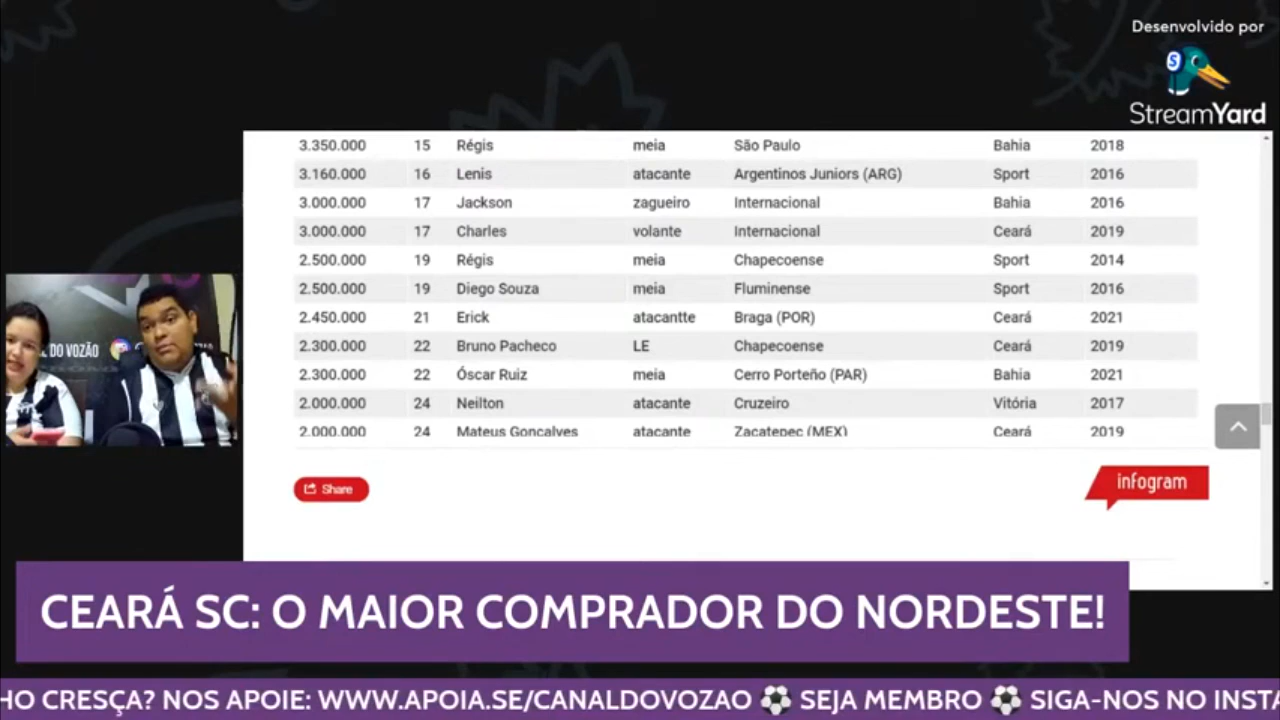 Desenvolvido por
S
StreamYard
3.350.000 15 Régis meia São Paulo Bahia 2018
3.160.000 16 Lenis atacante Argentinos Juniors (ARG) Sport 2016
3.000.000 17 Jackson zagueiro Internacional Bahia 2016
3.000.000 17 Charles volante Internacional Ceará 2019
2.500.000 19 Régis meia Chapecoense Sport 2014
2.500.000 19 Diego Souza meia Fluminense Sport 2016
2.450.000 21 Erick atacantte Braga (POR) Ceará 2021
2.300.000 22 Bruno Pacheco LE Chapecoense Ceará 2019
2.300.000 22 Óscar Ruiz meia Cerro Porteño (PAR) Bahia 2021
2.000.000 24 Neilton atacante Cruzeiro Vitória 2017
2.000.000 24 Mateus Gonçalves atacante Zacatepec (MEX) Ceará 2019
DO VOZÃO
Share
infogram
CEARÁ SC: O MAIOR COMPRADOR DO NORDESTE!
HO CRESÇA? NOS APOIE: WWW.APOIA.SE/CANALDOVOZAO ⚽ SEJA MEMBRO ⚽ SIGA-NOS NO INSTA